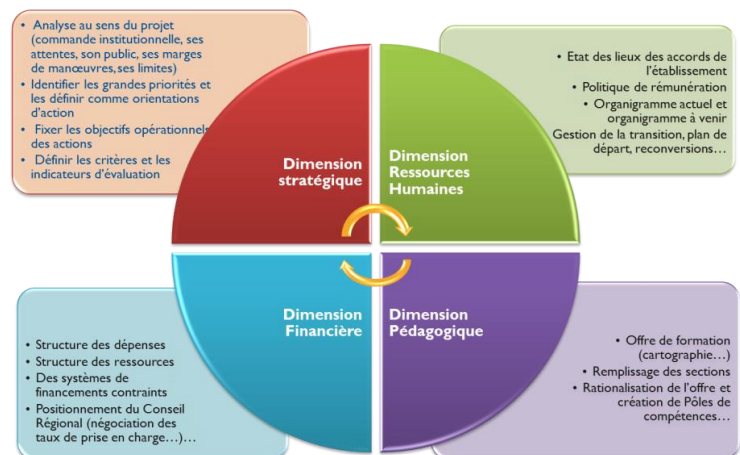 • Analyse au sens du projet
(commande institutionnelle, ses
attentes, son public, ses marges
de manœuvres, ses limites)
• Identifier les grandes priorités et
les définir comme orientations
d'action
• Fixer les objectifs opérationnels
des actions
• Définir les critères et les
indicateurs d'évaluation
Dimension
stratégique
• Etat des lieux des accords de
l'établissement
• Politique de rémunération
• Organigramme actuel et
organigramme à venir
Gestion de la transition, plan de
départ, reconversions...
Dimension
Ressources
Humaines
• Structure des dépenses
• Structure des ressources
• Des systèmes de
financements contraints
• Positionnement du Conseil
Régional (négociation des
taux de prise en charge...)...
Dimension
Financière
Dimension
Pédagogique
• Offre de formation
(cartographie...)
• Remplissage des sections
• Rationalisation de l'offre et
création de Pôles de
compétences...